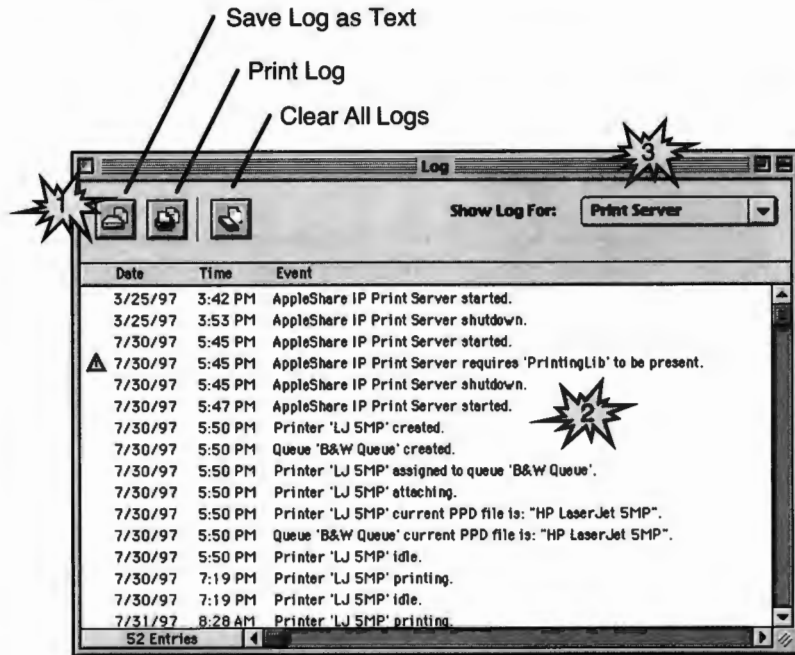 Save Log as Text
Print Log
Clear All Logs
Log
3
1
Show Log For: Print Server
Date Time Event
3/25/97 3:42 PM AppleShare IP Print Server started.
3/25/97 3:53 PM AppleShare IP Print Server shutdown.
7/30/97 5:45 PM AppleShare IP Print Server started.
7/30/97 5:45 PM AppleShare IP Print Server requires 'PrintingLib' to be present.
7/30/97 5:45 PM AppleShare IP Print Server shutdown.
7/30/97 5:47 PM AppleShare IP Print Server started.
2
7/30/97 5:50 PM Printer 'LJ 5MP' created.
7/30/97 5:50 PM Queue 'B&W Queue' created.
7/30/97 5:50 PM Printer 'LJ 5MP' assigned to queue 'B&W Queue'.
7/30/97 5:50 PM Printer 'LJ 5MP' attaching.
7/30/97 5:50 PM Printer 'LJ 5MP' current PPD file is: "HP LaserJet 5MP".
7/30/97 5:50 PM Queue 'B&W Queue' current PPD file is: "HP LaserJet 5MP".
7/30/97 5:50 PM Printer 'LJ 5MP' idle.
7/30/97 7:19 PM Printer 'LJ 5MP' printing.
7/30/97 7:19 PM Printer 'LJ 5MP' idle.
7/31/97 8:28 AM Printer 'LJ 5MP' printing.
52 Entries